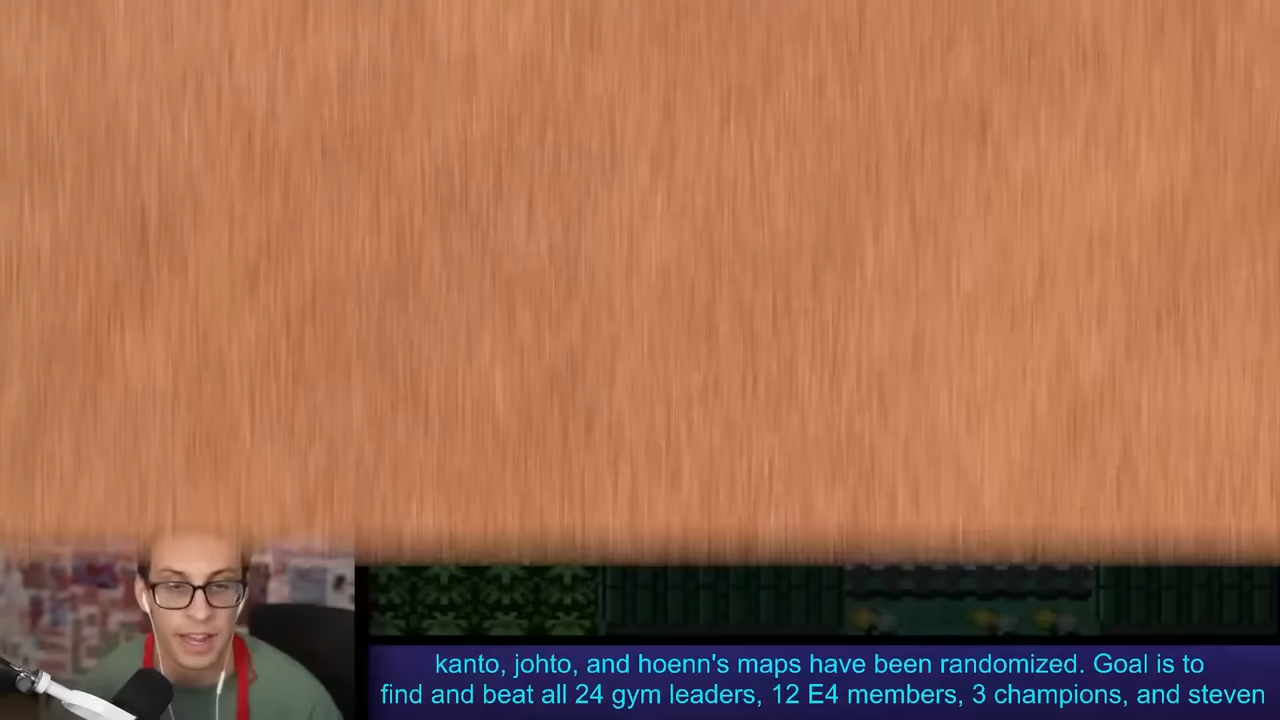 kanto, johto, and hoenn's maps have been randomized. Goal is to
find and beat all 24 gym leaders, 12 E4 members, 3 champions, and steven